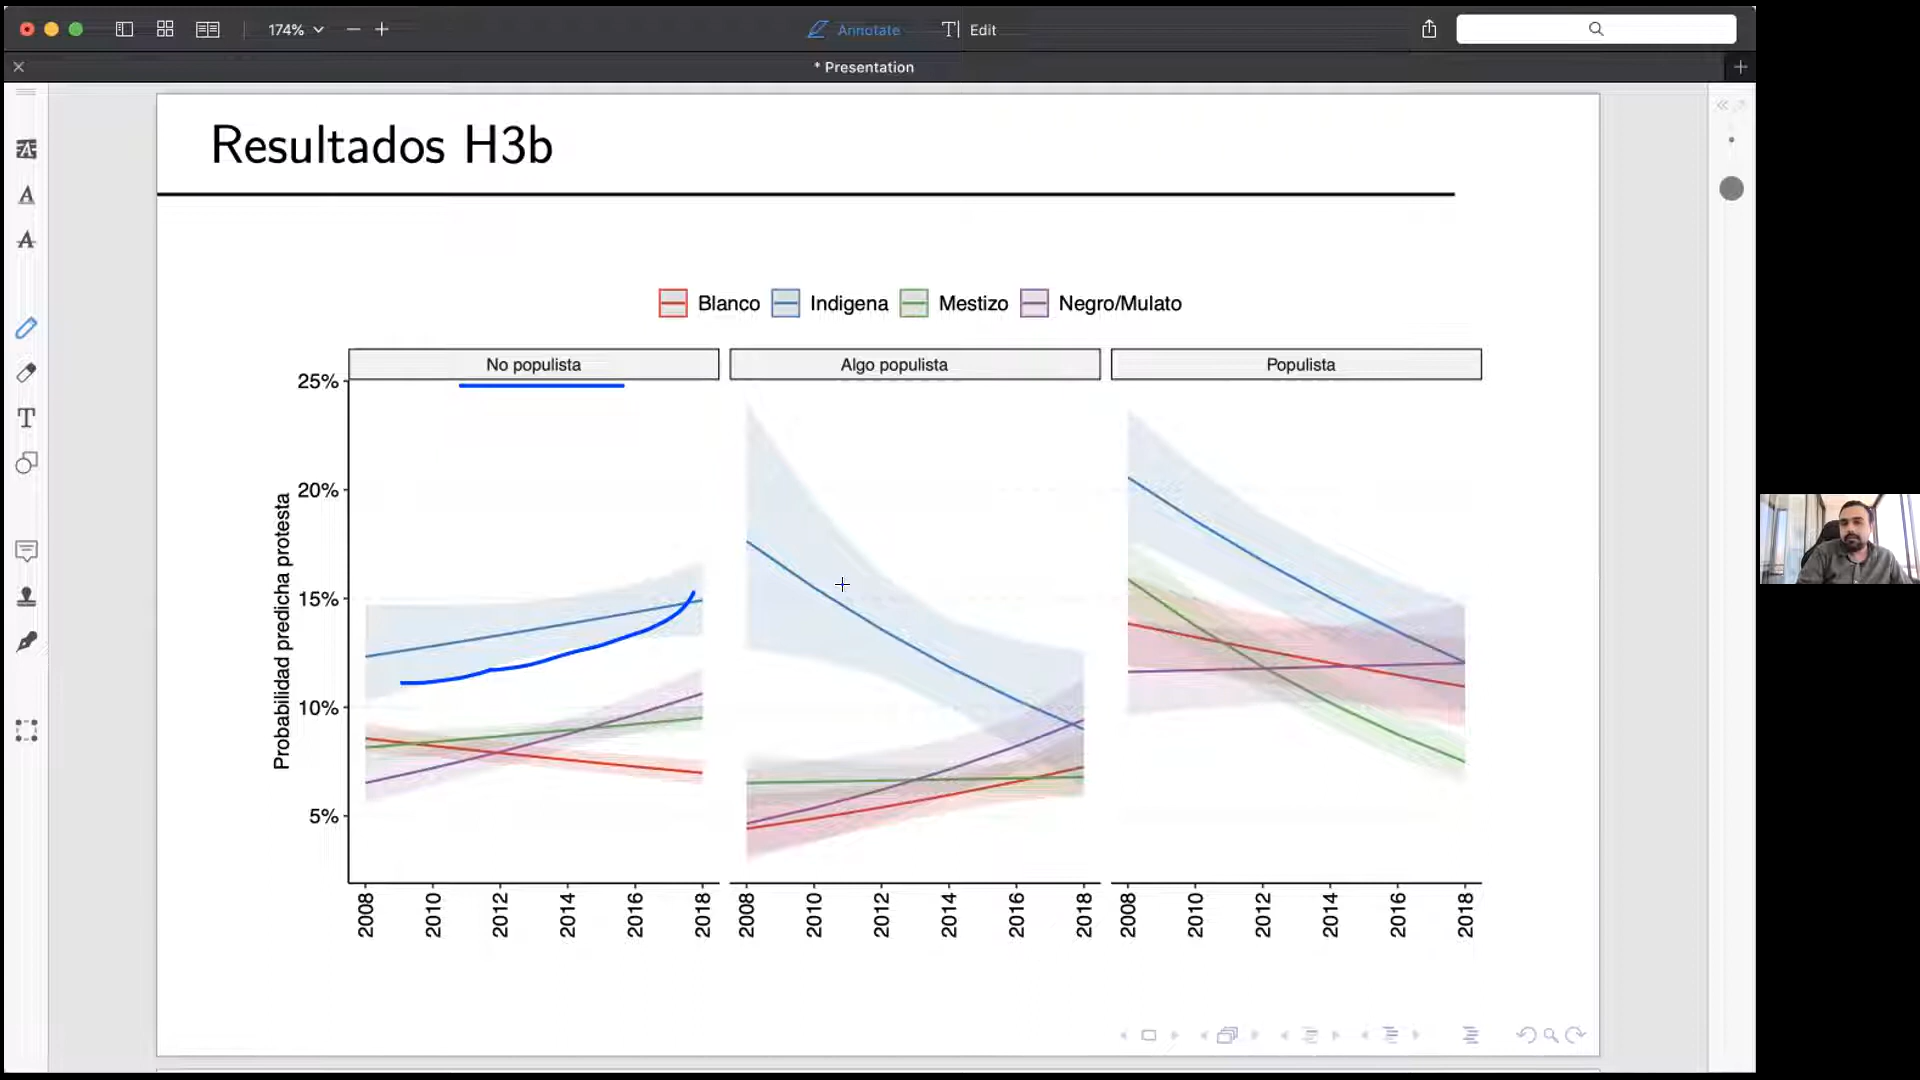 174%
Annotate
T| Edit
* Presentation
Resultados H3b
Blanco Indigena Mestizo Negro/Mulato
No populista Algo populista Populista
Probabilidad predicha protesta
25%
20%
15%
10%
5%
2008 2010 2012 2014 2016 2018 2008 2010 2012 2014 2016 2018 2008 2010 2012 2014 2016 2018